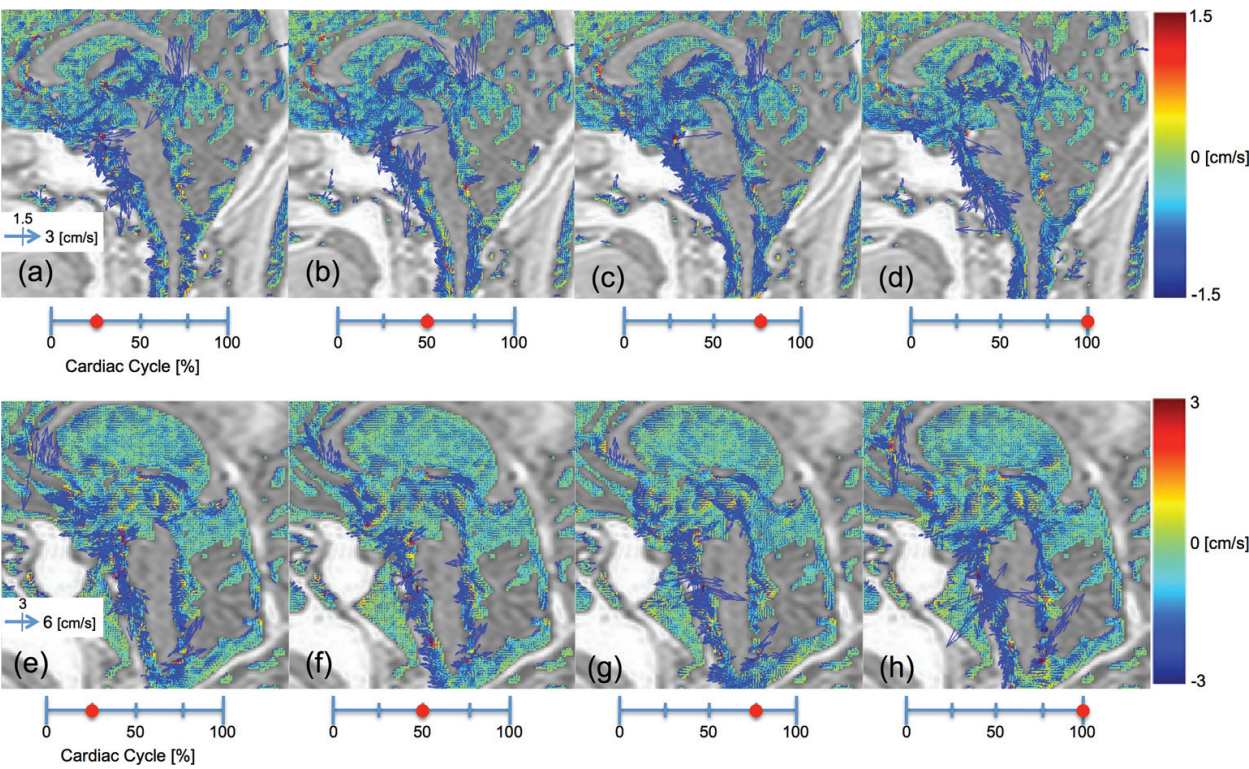 1.5
0 [cm/s]
-1.5
1.5
3 [cm/s]
(a) (b) (c) (d)
0 50 100 0 50 100 0 50 100 0 50 100
Cardiac Cycle [%]
3
0 [cm/s]
-3
3
6 [cm/s]
(e) (f) (g) (h)
0 50 100 0 50 100 0 50 100 0 50 100
Cardiac Cycle [%]